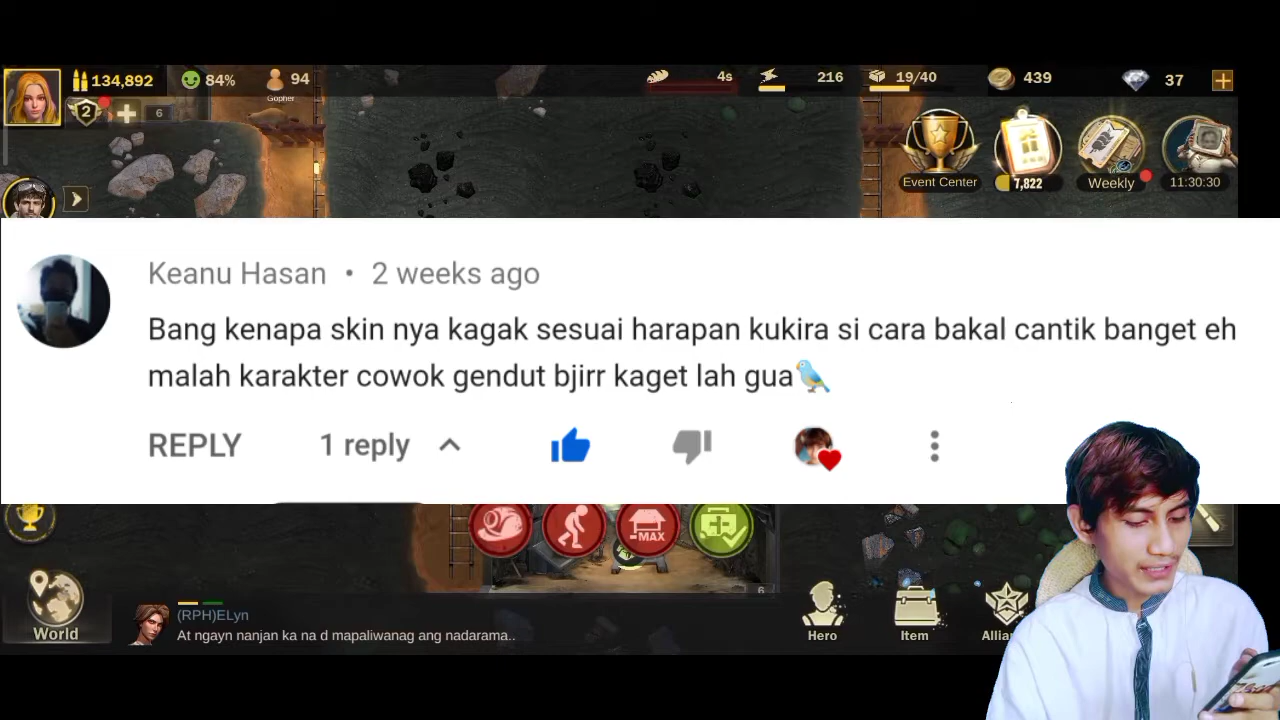 134,892
84%
94
Gopher
4s
216
19/40
439
37
2
6
Event Center
7,822
Weekly
11:30:30
Keanu Hasan • 2 weeks ago
Bang kenapa skin nya kagak sesuai harapan kukira si cara bakal cantik banget eh
malah karakter cowok gendut bjirr kaget lah gua🐦
REPLY
1 reply
MAX
6
World
(RPH)ELyn
At ngayn nanjan ka na d mapaliwanag ang nadarama..
Hero
Item